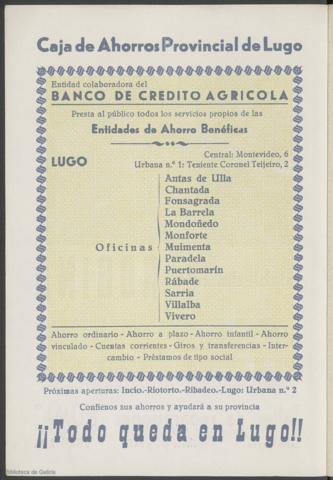 Caja de Ahorros Provincial de Lugo
Entidad colaboradora del
BANCO DE CREDITO AGRICOLA
Presta al público todos los servicios propios de las
Entidades de Ahorro Benéficas
LUGO
Central: Montevideo, 6
Urbana n.º 1: Teniente Coronel Teijeiro, 2
Oficinas
Antas de Ulla
Chantada
Fonsagrada
La Barrela
Mondoñedo
Monforte
Muimenta
Paradela
Puertomarín
Rábade
Sarria
Villalba
Vivero
Ahorro ordinario - Ahorro a plazo - Ahorro infantil - Ahorro
vinculado - Cuentas corrientes - Giros y transferencias - Inter-
cambio - Préstamos de tipo social
Próximas aperturas: Incio.-Riotorto.-Ribadeo.-Lugo: Urbana n.º 2
Confíenos sus ahorros y ayudará a su provincia
¡¡Todo queda en Lugo!!
Biblioteca de Galicia